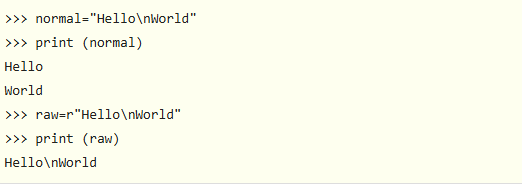 >>> normal="Hello\nWorld"
>>> print (normal)
Hello
World
>>> raw=r"Hello\nWorld"
>>> print (raw)
Hello\nWorld